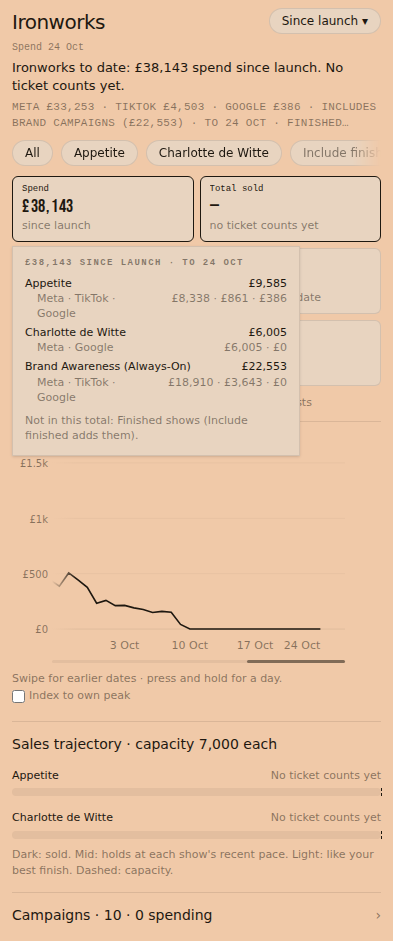 Ironworks
Since launch ▾
Spend 24 Oct
Ironworks to date: £38,143 spend since launch. No
ticket counts yet.
META £33,253 · TIKTOK £4,503 · GOOGLE £386 · INCLUDES
BRAND CAMPAIGNS (£22,553) · TO 24 OCT · FINISHED…
All
Appetite
Charlotte de Witte
Include finis
Spend
£38,143
since launch
Total sold
—
no ticket counts yet
£38,143 SINCE LAUNCH · TO 24 OCT
Appetite £9,585
Meta · TikTok · £8,338 · £861 · £386
Google
Charlotte de Witte £6,005
Meta · Google £6,005 · £0
Brand Awareness (Always-On) £22,553
Meta · TikTok · £18,910 · £3,643 · £0
Google
Not in this total: Finished shows (Include
finished adds them).
date
sts
£1.5k
£1k
£500
£0
3 Oct 10 Oct 17 Oct 24 Oct
Swipe for earlier dates · press and hold for a day.
Index to own peak
Sales trajectory · capacity 7,000 each
Appetite No ticket counts yet
Charlotte de Witte No ticket counts yet
Dark: sold. Mid: holds at each show's recent pace. Light: like your
best finish. Dashed: capacity.
Campaigns · 10 · 0 spending ›